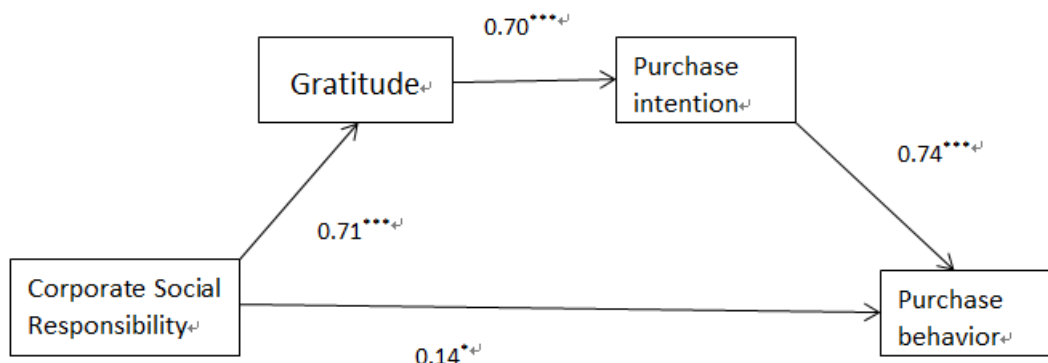 0.70***↵
Gratitude↵
Purchase
intention↵
0.74***↵
0.71***↵
Corporate Social
Responsibility↵
Purchase
behavior↵
0.14*↵